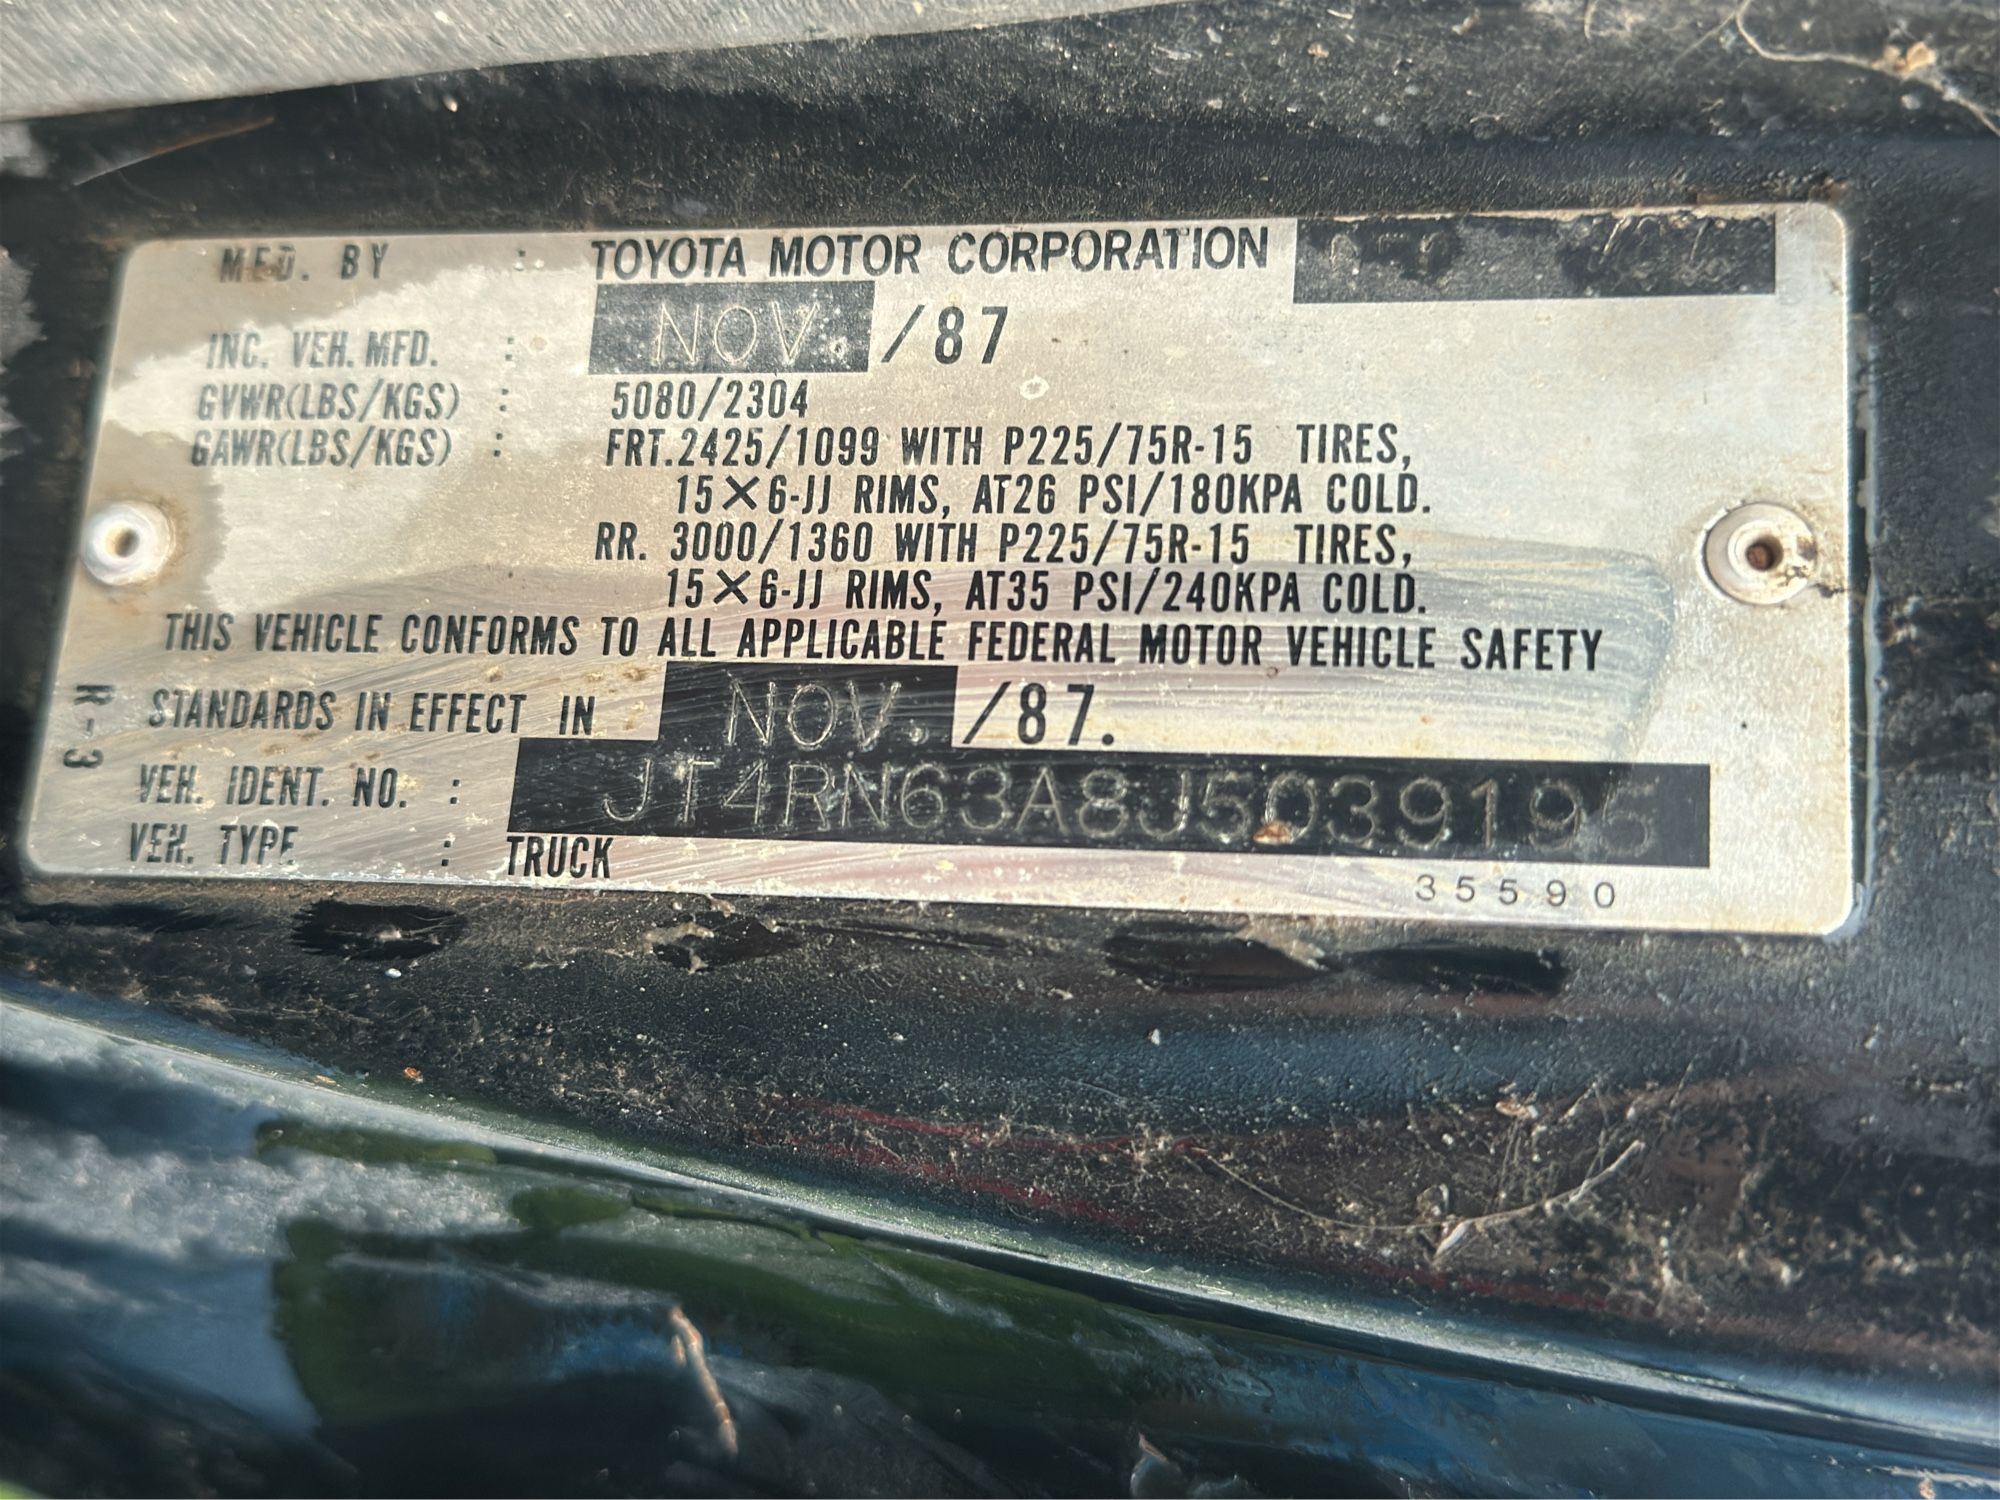 MFD. BY : TOYOTA MOTOR CORPORATION
INC. VEH. MFD. : NOV. /87
GVWR(LBS/KGS) : 5080/2304
GAWR(LBS/KGS) : FRT.2425/1099 WITH P225/75R-15 TIRES,
15×6-JJ RIMS, AT26 PSI/180KPA COLD.
RR. 3000/1360 WITH P225/75R-15 TIRES,
15×6-JJ RIMS, AT35 PSI/240KPA COLD.
THIS VEHICLE CONFORMS TO ALL APPLICABLE FEDERAL MOTOR VEHICLE SAFETY
STANDARDS IN EFFECT IN NOV. /87.
R-3
VEH. IDENT. NO. : JT4RN63A8J5039195
VEH. TYPE : TRUCK
35590